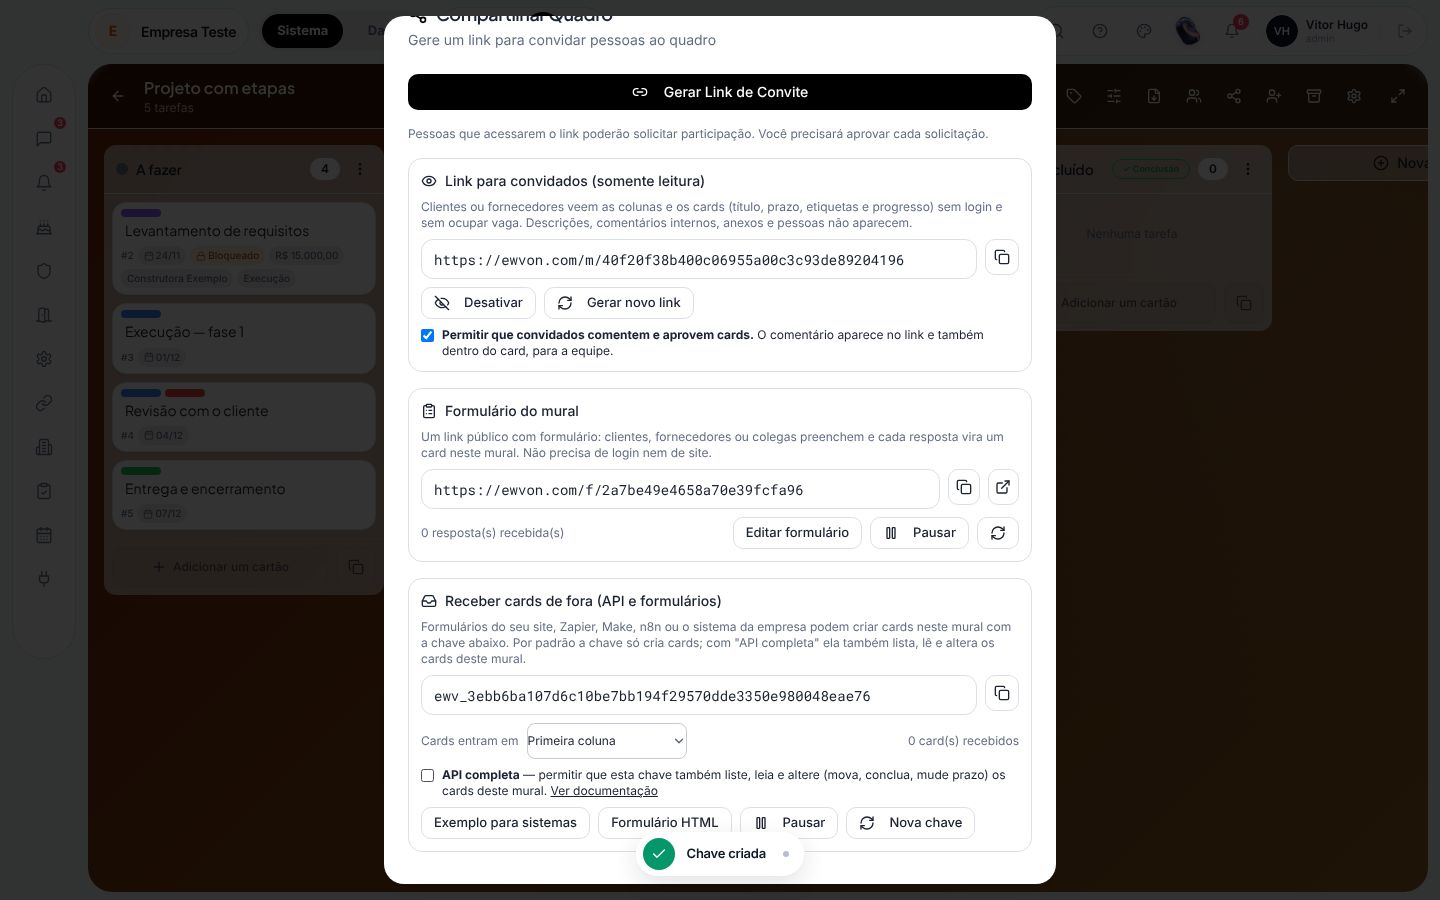 E
Empresa Teste
Sistema
Da
6
VH
Vitor Hugo
admin
Compartilhar Quadro
Gere um link para convidar pessoas ao quadro
Projeto com etapas
5 tarefas
Gerar Link de Convite
Pessoas que acessarem o link poderão solicitar participação. Você precisará aprovar cada solicitação.
3
3
A fazer
4
Levantamento de requisitos
#2
24/11
Bloqueado
R$ 15.000,00
Construtora Exemplo
Execução
Execução — fase 1
#3
01/12
Revisão com o cliente
#4
04/12
Entrega e encerramento
#5
07/12
Adicionar um cartão
Link para convidados (somente leitura)
Clientes ou fornecedores veem as colunas e os cards (título, prazo, etiquetas e progresso) sem login e
sem ocupar vaga. Descrições, comentários internos, anexos e pessoas não aparecem.
https://ewvon.com/m/40f20f38b400c06955a00c3c93de89204196
Desativar
Gerar novo link
Permitir que convidados comentem e aprovem cards. O comentário aparece no link e também
dentro do card, para a equipe.
Formulário do mural
Um link público com formulário: clientes, fornecedores ou colegas preenchem e cada resposta vira um
card neste mural. Não precisa de login nem de site.
https://ewvon.com/f/2a7be49e4658a70e39fcfa96
0 resposta(s) recebida(s)
Editar formulário
Pausar
Receber cards de fora (API e formulários)
Formulários do seu site, Zapier, Make, n8n ou o sistema da empresa podem criar cards neste mural com
a chave abaixo. Por padrão a chave só cria cards; com "API completa" ela também lista, lê e altera os
cards deste mural.
ewv_3ebb6ba107d6c10be7bb194f29570dde3350e980048eae76
Cards entram em
Primeira coluna
0 card(s) recebidos
API completa — permitir que esta chave também liste, leia e altere (mova, conclua, mude prazo) os
cards deste mural. Ver documentação
Exemplo para sistemas
Formulário HTML
Pausar
Nova chave
Chave criada
cluído
Conclusão
0
Nenhuma tarefa
Adicionar um cartão
Nova